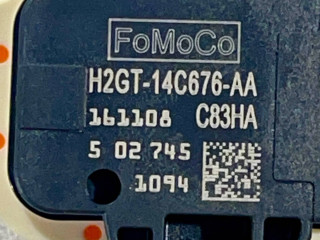 FoMoCo
H2GT-14C676-AA
161108 C83HA
5 02 745
1094